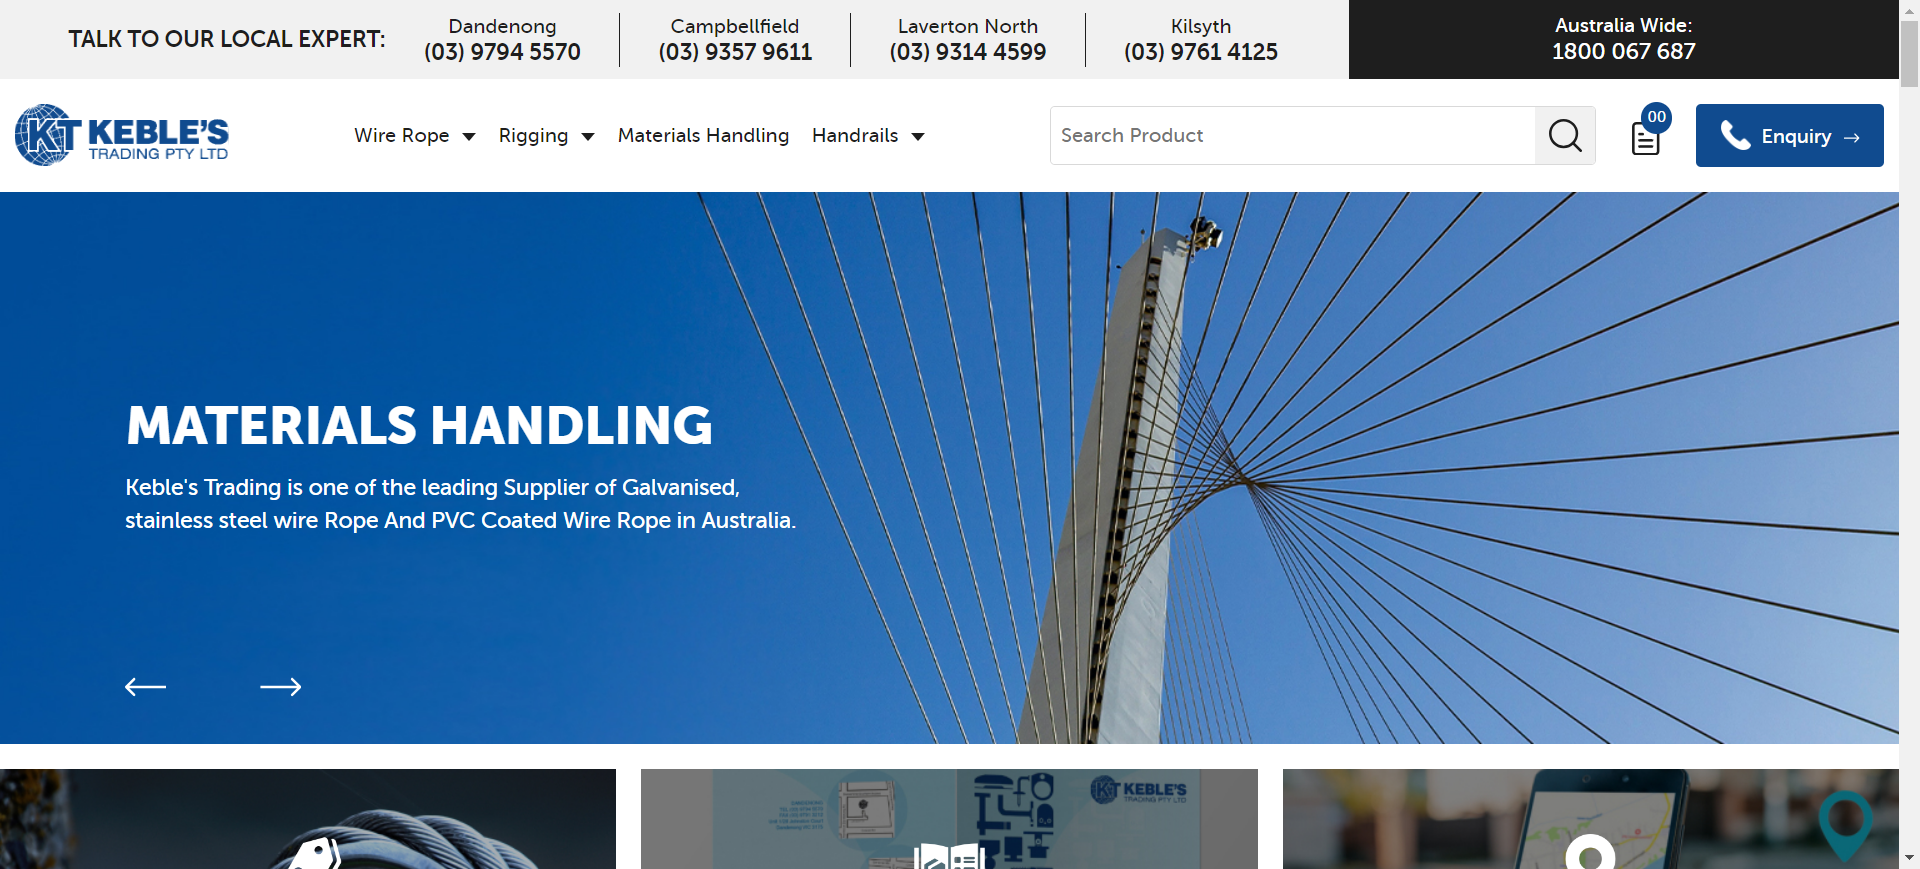 TALK TO OUR LOCAL EXPERT:
Dandenong
(03) 9794 5570
Campbellfield
(03) 9357 9611
Laverton North
(03) 9314 4599
Kilsyth
(03) 9761 4125
Australia Wide:
1800 067 687
KT KEBLE'S
TRADING PTY LTD
Wire Rope
Rigging
Materials Handling
Handrails
Search Product
00
Enquiry →
MATERIALS HANDLING
Keble's Trading is one of the leading Supplier of Galvanised,
stainless steel wire Rope And PVC Coated Wire Rope in Australia.
KT KEBLE'S
TRADING PTY LTD